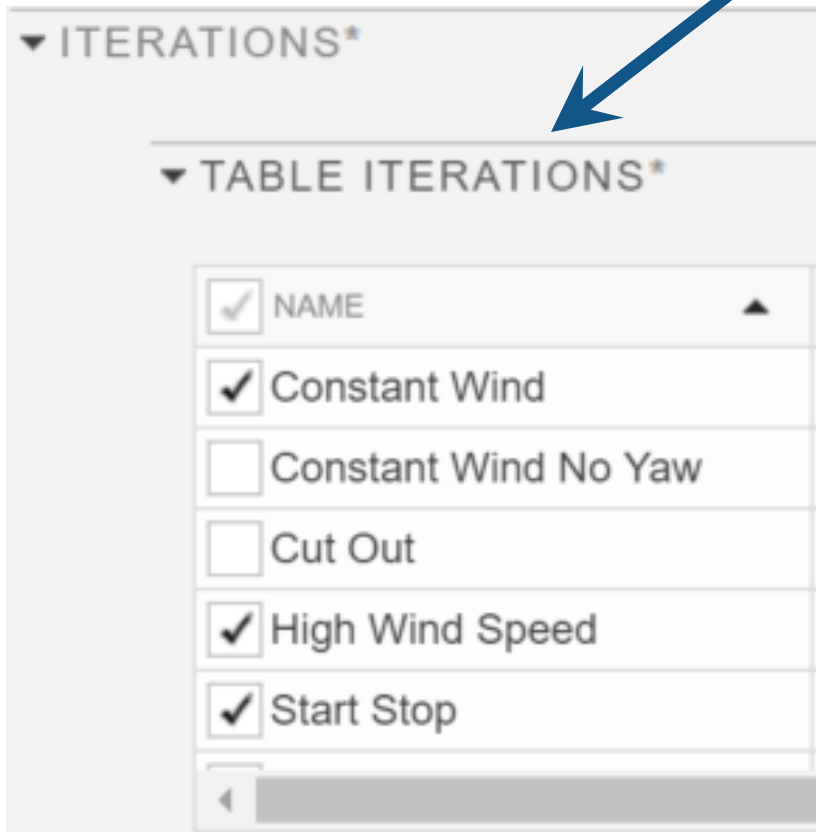 ITERATIONS*
TABLE ITERATIONS*
NAME
Constant Wind
Constant Wind No Yaw
Cut Out
High Wind Speed
Start Stop